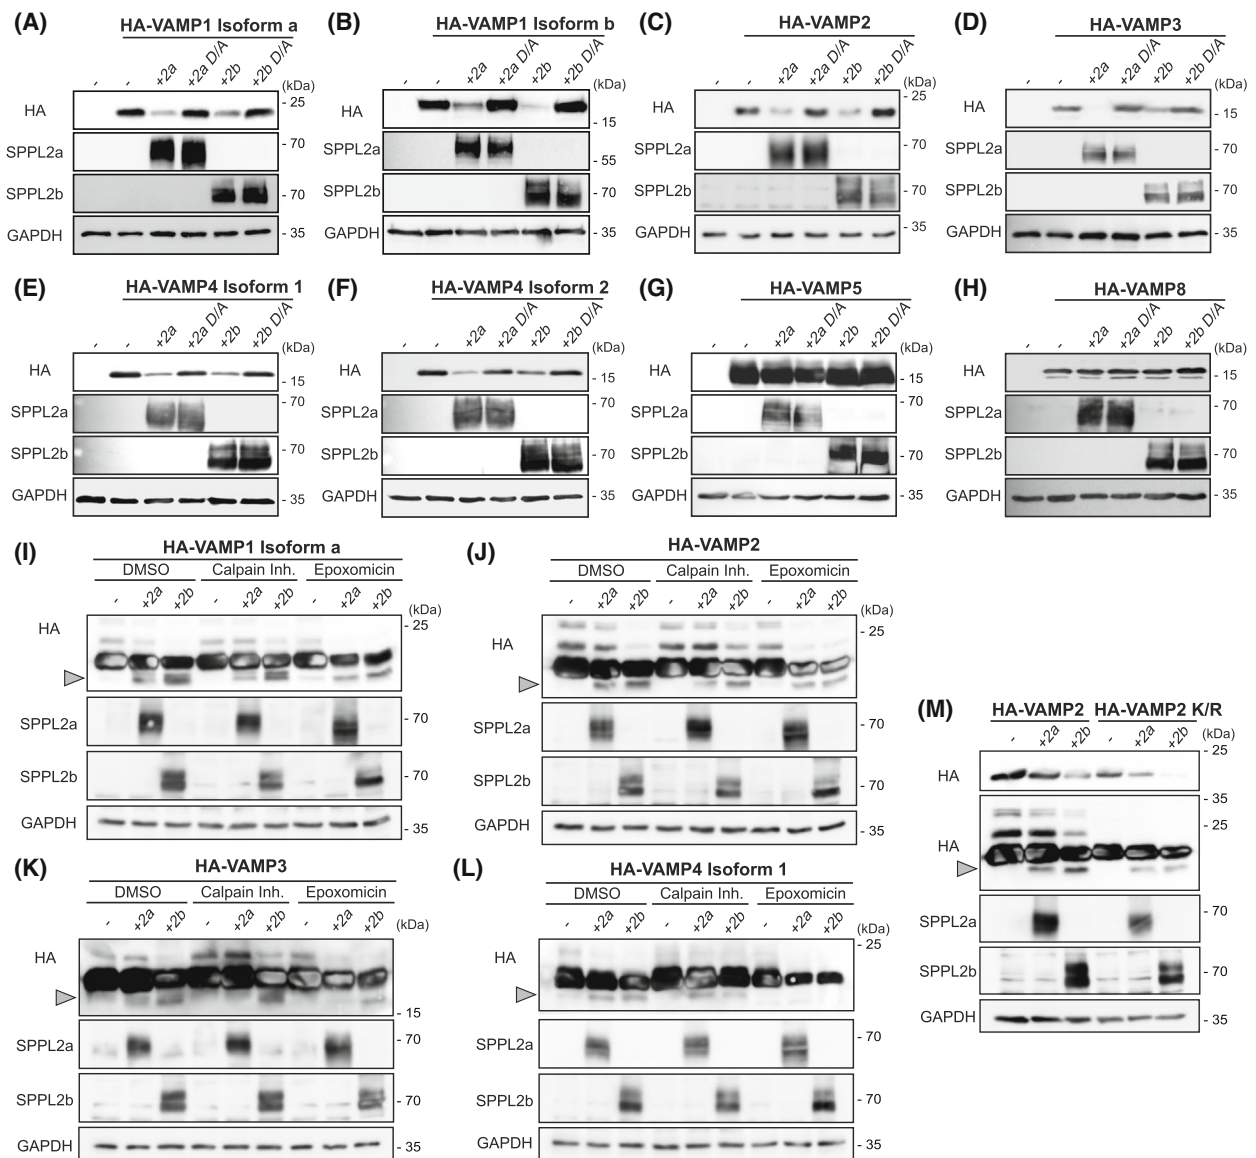 (A) HA-VAMP1 Isoform a
- - +2a +2a D/A +2b +2b D/A (kDa)
HA - 25
SPPL2a - 70
SPPL2b - 70
GAPDH - 35
(B) HA-VAMP1 Isoform b
- - +2a +2a D/A +2b +2b D/A (kDa)
HA - 15
SPPL2a - 55
SPPL2b - 70
GAPDH - 35
(C) HA-VAMP2
- - +2a +2a D/A +2b +2b D/A (kDa)
HA - 25
SPPL2a - 70
SPPL2b - 70
GAPDH - 35
(D) HA-VAMP3
- - +2a +2a D/A +2b +2b D/A (kDa)
HA - 15
SPPL2a - 70
SPPL2b - 70
GAPDH - 35
(E) HA-VAMP4 Isoform 1
- - +2a +2a D/A +2b +2b D/A (kDa)
HA - 15
SPPL2a - 70
SPPL2b - 70
GAPDH - 35
(F) HA-VAMP4 Isoform 2
- - +2a +2a D/A +2b +2b D/A (kDa)
HA - 15
SPPL2a - 70
SPPL2b - 70
GAPDH - 35
(G) HA-VAMP5
- - +2a +2a D/A +2b +2b D/A (kDa)
HA - 15
SPPL2a - 70
SPPL2b - 70
GAPDH - 35
(H) HA-VAMP8
- - +2a +2a D/A +2b +2b D/A (kDa)
HA - 15
SPPL2a - 70
SPPL2b - 70
GAPDH - 35
(I) HA-VAMP1 Isoform a
DMSO Calpain Inh. Epoxomicin
- +2a +2b - +2a +2b - +2a +2b (kDa)
HA - 25
SPPL2a - 70
SPPL2b - 70
GAPDH - 35
(J) HA-VAMP2
DMSO Calpain Inh. Epoxomicin
- +2a +2b - +2a +2b - +2a +2b (kDa)
HA - 25
SPPL2a - 70
SPPL2b - 70
GAPDH - 35
(K) HA-VAMP3
DMSO Calpain Inh. Epoxomicin
- +2a +2b - +2a +2b - +2a +2b (kDa)
HA - 15
SPPL2a - 70
SPPL2b - 70
GAPDH - 35
(L) HA-VAMP4 Isoform 1
DMSO Calpain Inh. Epoxomicin
- +2a +2b - +2a +2b - +2a +2b (kDa)
HA - 25
SPPL2a - 70
SPPL2b - 70
GAPDH - 35
(M) HA-VAMP2 HA-VAMP2 K/R
- +2a +2b - +2a +2b (kDa)
HA - 25
- 35
HA - 25
SPPL2a - 70
SPPL2b - 70
GAPDH - 35